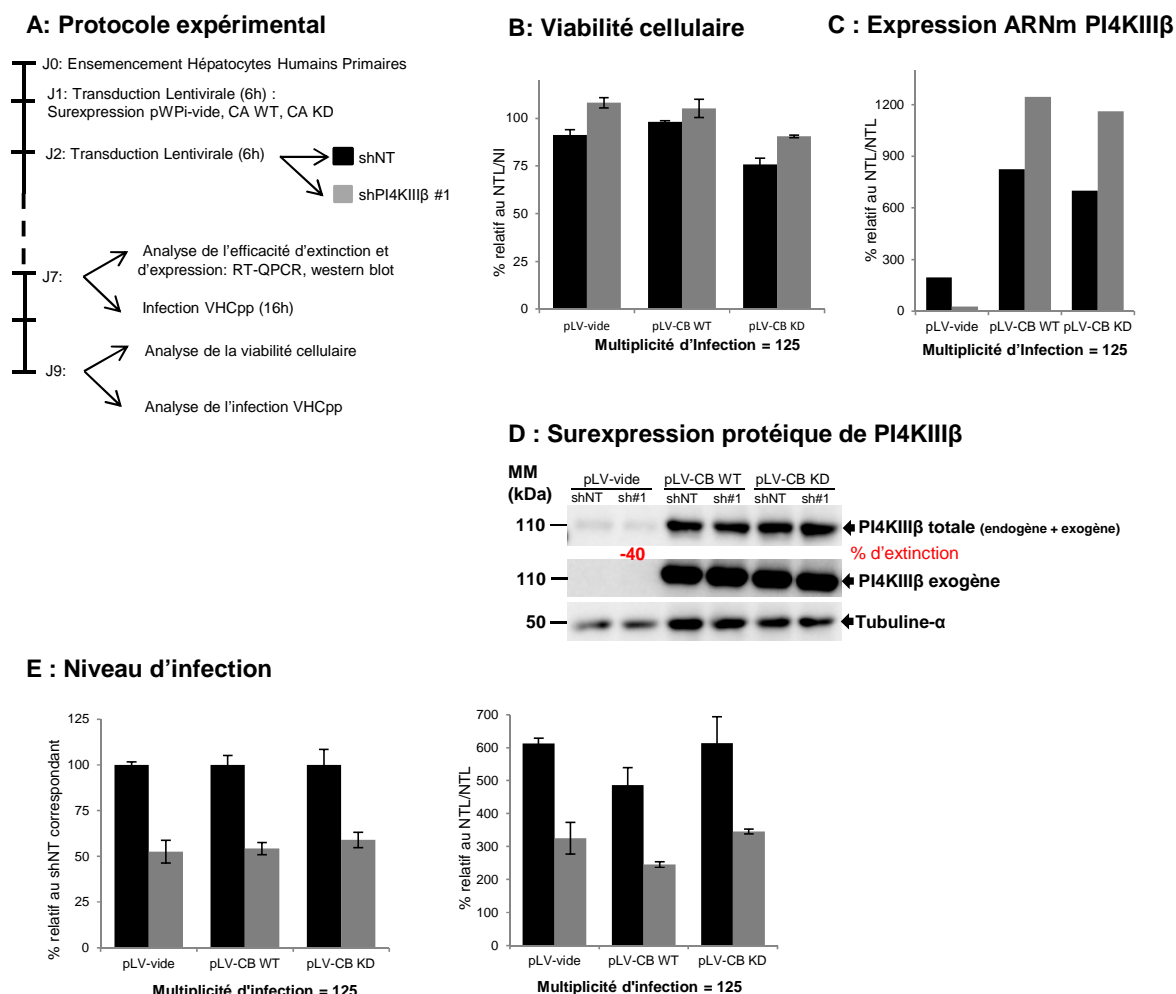 A: Protocole expérimental
J0: Ensemencement Hépatocytes Humains Primaires
J1: Transduction Lentivirale (6h) :
Surexpression pWPi-vide, CA WT, CA KD
J2: Transduction Lentivirale (6h)
shNT
shPI4KIIIβ #1
J7:
Analyse de l'efficacité d'extinction et
d'expression: RT-QPCR, western blot
Infection VHCpp (16h)
J9:
Analyse de la viabilité cellulaire
Analyse de l'infection VHCpp
B: Viabilité cellulaire
% relatif au NTL/NI
100
75
50
25
0
pLV-vide pLV-CB WT pLV-CB KD
Multiplicité d'Infection = 125
C : Expression ARNm PI4KIIIβ
% relatif au NTL/NTL
1200
900
600
300
0
pLV-vide pLV-CB WT pLV-CB KD
Multiplicité d'Infection = 125
D : Surexpression protéique de PI4KIIIβ
MM
(kDa)
pLV-vide pLV-CB WT pLV-CB KD
shNT sh#1 shNT sh#1 shNT sh#1
110 PI4KIIIβ totale (endogène + exogène)
-40 % d'extinction
110 PI4KIIIβ exogène
50 Tubuline-α
E : Niveau d'infection
% relatif au shNT correspondant
125
100
75
50
25
0
pLV-vide pLV-CB WT pLV-CB KD
Multiplicité d'infection = 125
% relatif au NTL/NTL
700
600
500
400
300
200
100
0
pLV-vide pLV-CB WT pLV-CB KD
Multiplicité d'infection = 125